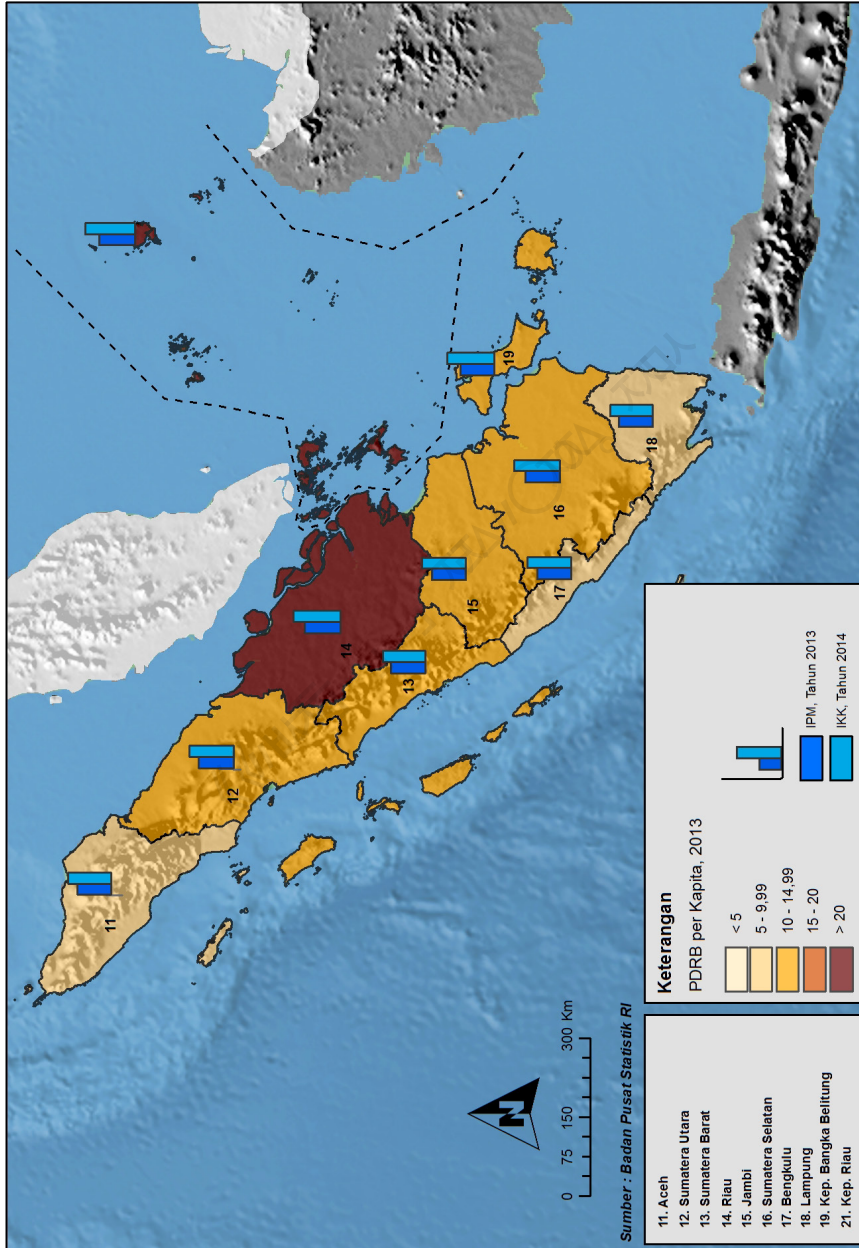 11
12
13
14
15
16
17
18
19
N
0 75 150 300 Km
Sumber : Badan Pusat Statistik RI
11. Aceh
12. Sumatera Utara
13. Sumatera Barat
14. Riau
15. Jambi
16. Sumatera Selatan
17. Bengkulu
18. Lampung
19. Kep. Bangka Belitung
21. Kep. Riau
Keterangan
PDRB per Kapita, 2013
< 5
5 - 9,99
10 - 14,99
15 - 20
> 20
IPM, Tahun 2013
IKK, Tahun 2014